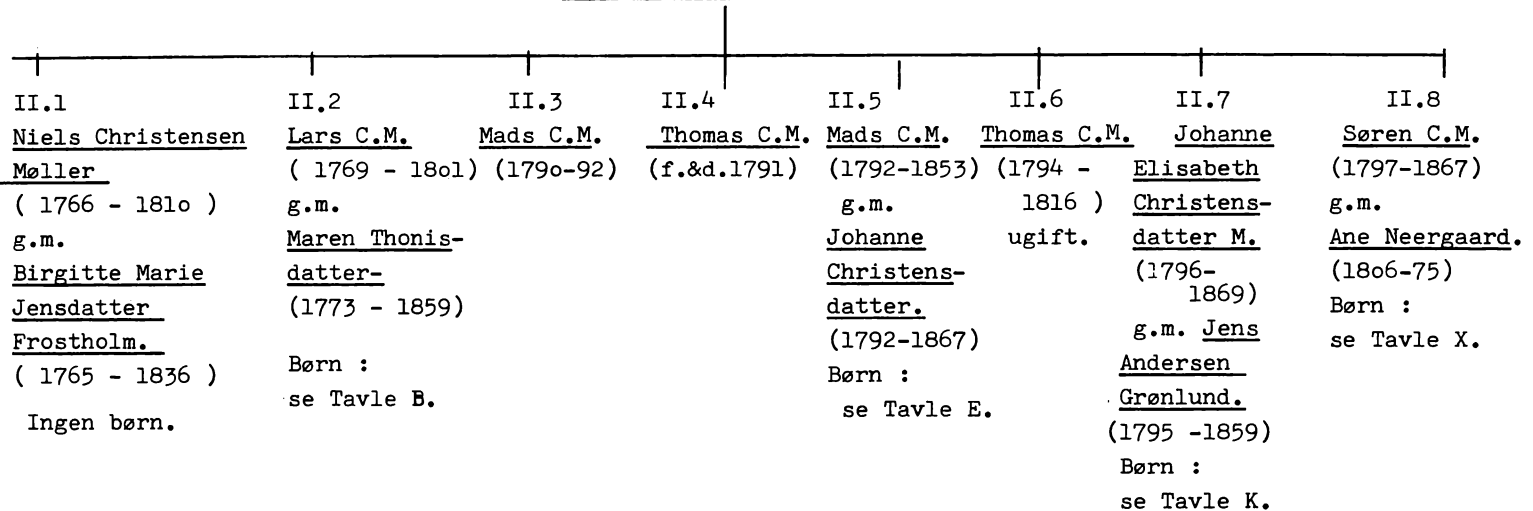 II.1
Niels Christensen
Møller
( 1766 - 181o )
g.m.
Birgitte Marie
Jensdatter
Frostholm.
( 1765 - 1836 )
Ingen børn.
II.2
Lars C.M.
( 1769 - 18o1)
g.m.
Maren Thonis-
datter-
(1773 - 1859)
Børn :
se Tavle B.
II.3
Mads C.M.
(179o-92)
II.4
Thomas C.M.
(f.&d.1791)
II.5
Mads C.M.
(1792-1853)
g.m.
Johanne
Christens-
datter.
(1792-1867)
Børn :
se Tavle E.
II.6
Thomas C.M.
(1794 -
1816 )
ugift.
II.7
Johanne
Elisabeth
Christens-
datter M.
(1796-
1869)
g.m. Jens
Andersen
Grønlund.
(1795 -1859)
Børn :
se Tavle K.
II.8
Søren C.M.
(1797-1867)
g.m.
Ane Neergaard.
(18o6-75)
Børn :
se Tavle X.